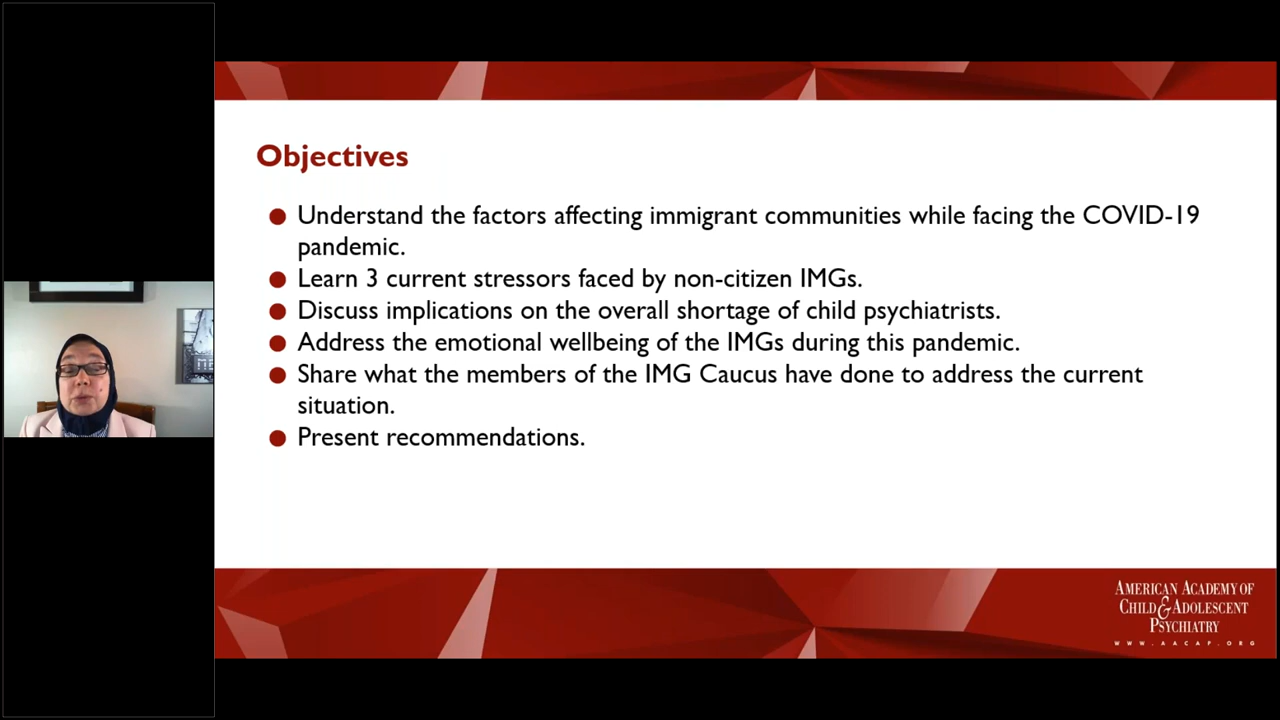 Objectives
Understand the factors affecting immigrant communities while facing the COVID-19
pandemic.
Learn 3 current stressors faced by non-citizen IMGs.
Discuss implications on the overall shortage of child psychiatrists.
Address the emotional wellbeing of the IMGs during this pandemic.
Share what the members of the IMG Caucus have done to address the current
situation.
Present recommendations.
AMERICAN ACADEMY OF
CHILD & ADOLESCENT
PSYCHIATRY
WWW.AACAP.ORG